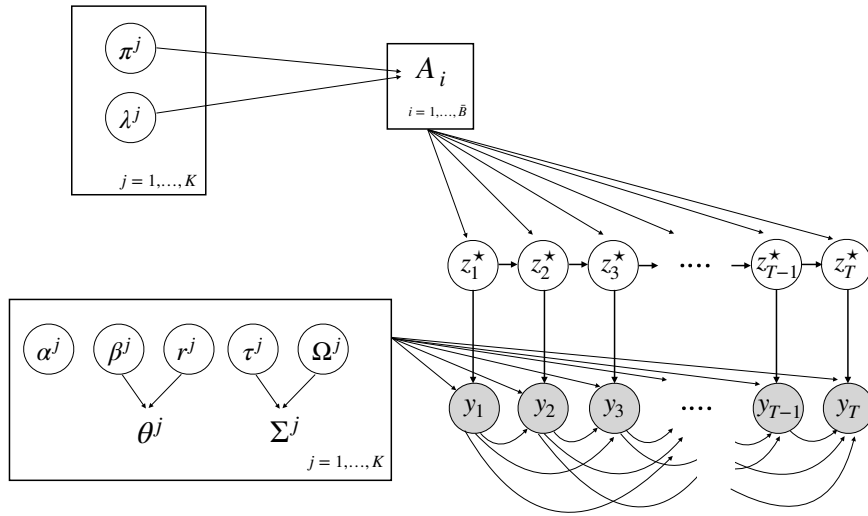 π^j
λ^j
j = 1,…, K
A_i
i = 1,…, B̄
z_1^★ z_2^★ z_3^★ .... z_{T−1}^★ z_T^★
α^j β^j r^j τ^j Ω^j
θ^j Σ^j
j = 1,…, K
y_1 y_2 y_3 .... y_{T−1} y_T